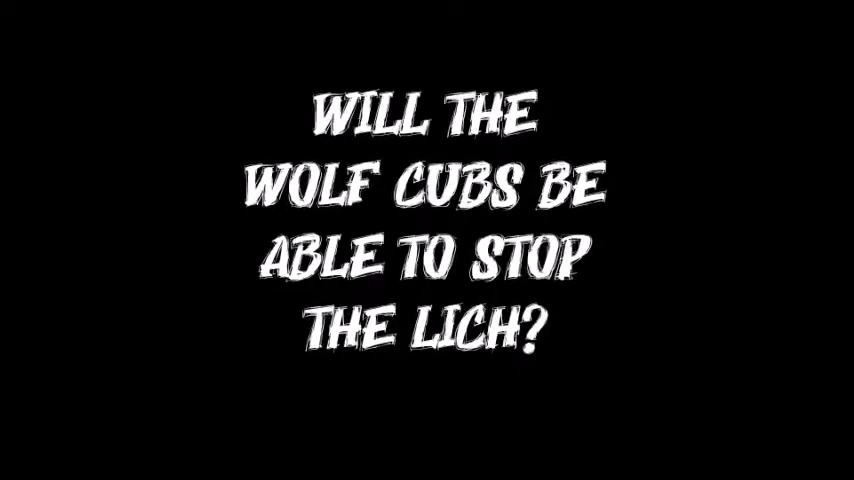 WILL THE
WOLF CUBS BE
ABLE TO STOP
THE LICH?